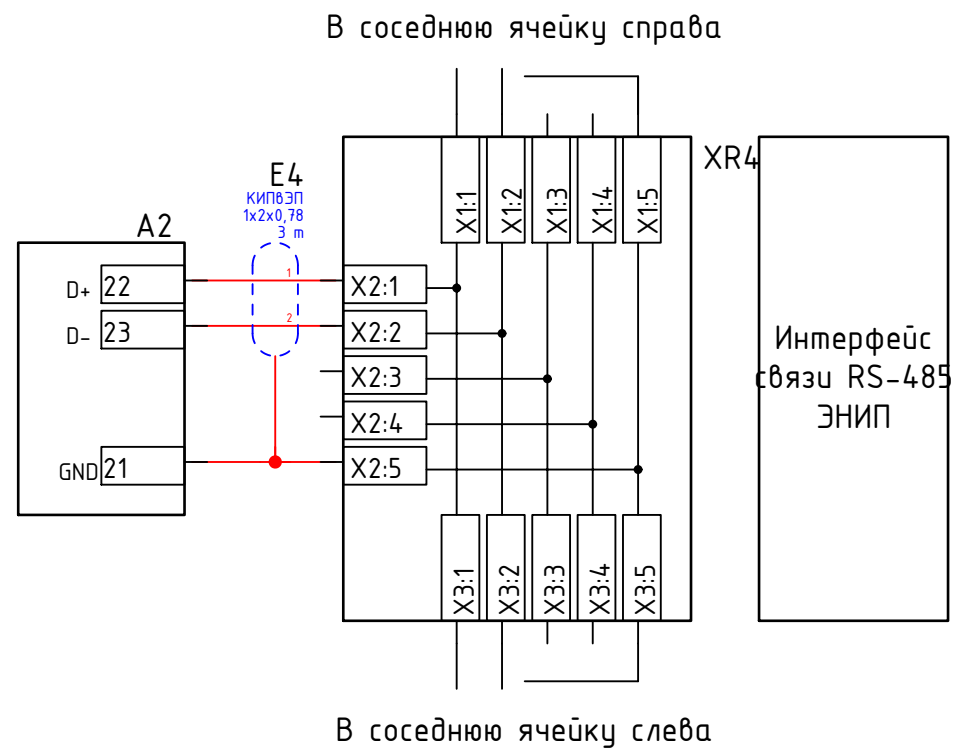 В соседнюю ячейку справа
XR4
E4
КИПвЭП
1x2x0,78
3 m
A2
X1:1
X1:2
X1:3
X1:4
X1:5
D+ 22
1
X2:1
D- 23
2
X2:2
X2:3
X2:4
GND 21
X2:5
Интерфейс
связи RS-485
ЭНИП
X3:1
X3:2
X3:3
X3:4
X3:5
В соседнюю ячейку слева